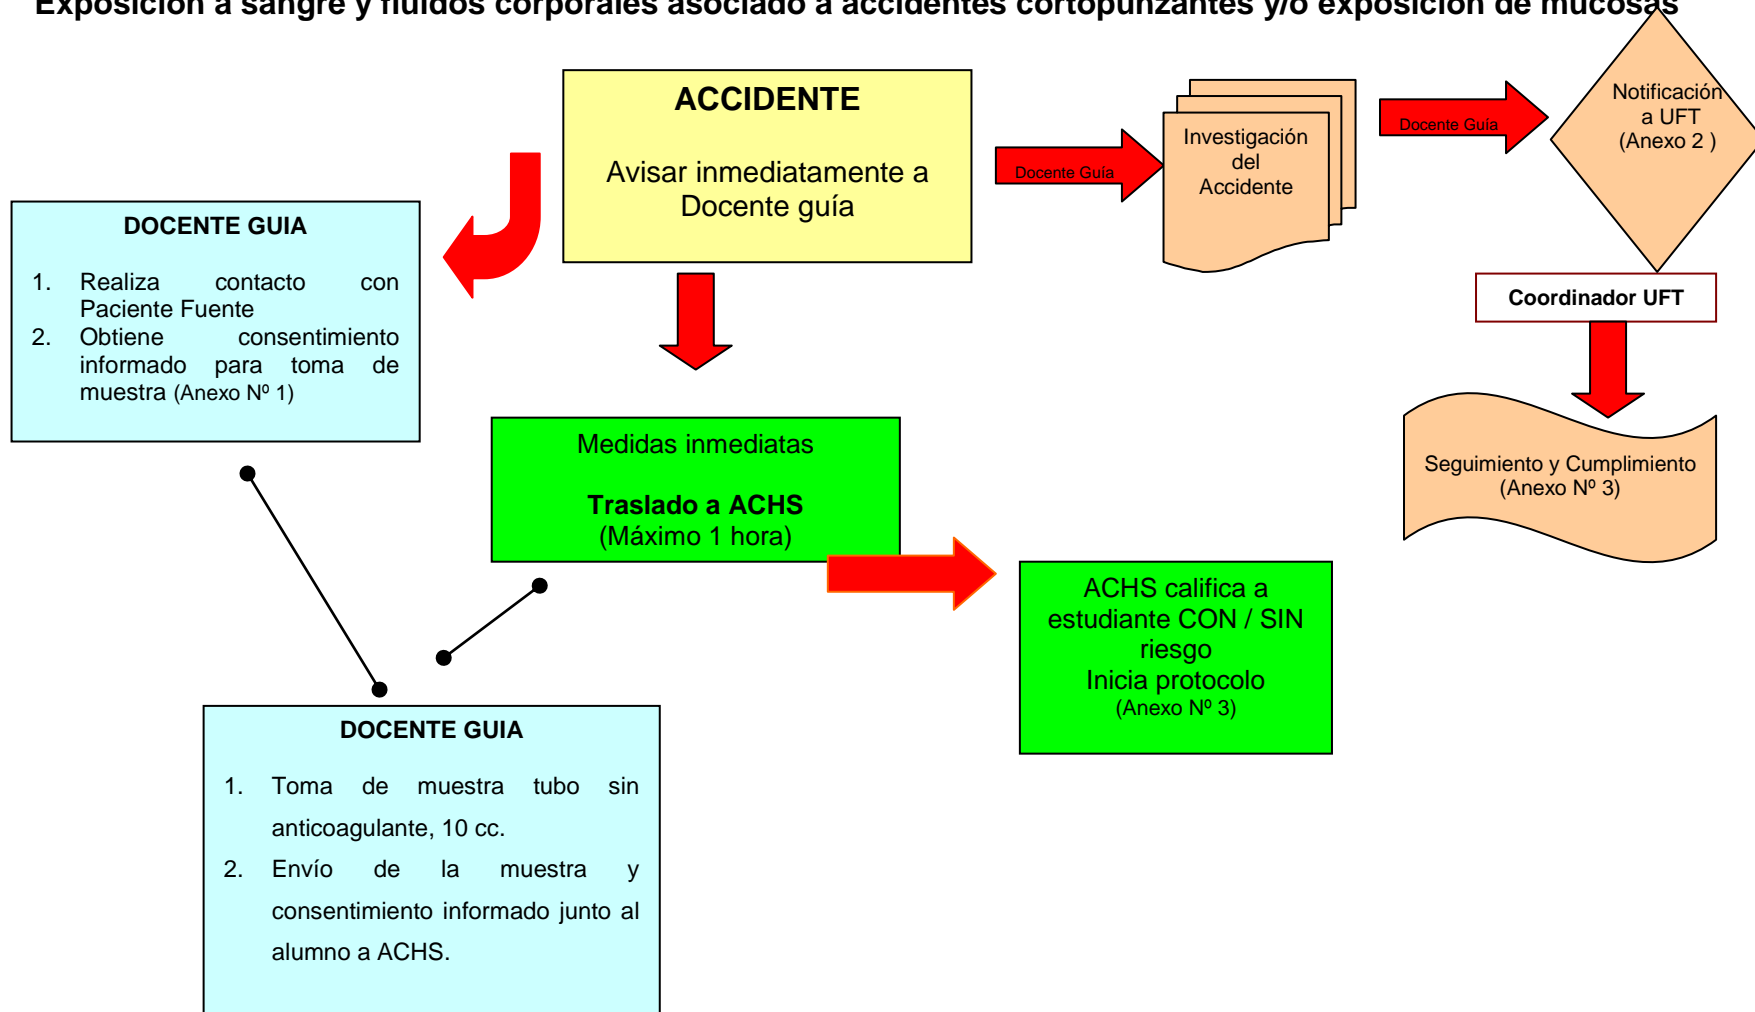 Exposición a sangre y fluidos corporales asociado a accidentes cortopunzantes y/o exposición de mucosas
ACCIDENTE
Avisar inmediatamente a
Docente guía
Docente Guía
Investigación
del
Accidente
Docente Guía
Notificación
a UFT
(Anexo 2 )
Coordinador UFT
Seguimiento y Cumplimiento
(Anexo Nº 3)
DOCENTE GUIA
1. Realiza contacto con
Paciente Fuente
2. Obtiene consentimiento
informado para toma de
muestra (Anexo Nº 1)
Medidas inmediatas
Traslado a ACHS
(Máximo 1 hora)
ACHS califica a
estudiante CON / SIN
riesgo
Inicia protocolo
(Anexo Nº 3)
DOCENTE GUIA
1. Toma de muestra tubo sin
anticoagulante, 10 cc.
2. Envío de la muestra y
consentimiento informado junto al
alumno a ACHS.